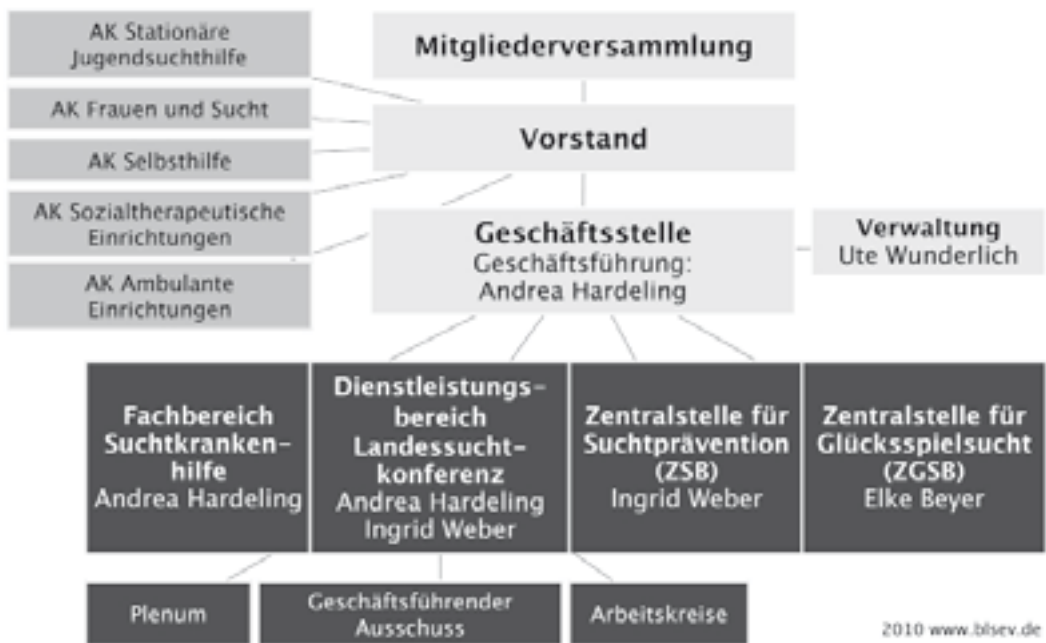 AK Stationäre
Jugendsuchthilfe
AK Frauen und Sucht
AK Selbsthilfe
AK Sozialtherapeutische
Einrichtungen
AK Ambulante
Einrichtungen
Mitgliederversammlung
Vorstand
Geschäftsstelle
Geschäftsführung:
Andrea Hardeling
Verwaltung
Ute Wunderlich
Fachbereich
Suchtkranken-
hilfe
Andrea Hardeling
Dienstleistungs-
bereich
Landessucht-
konferenz
Andrea Hardeling
Ingrid Weber
Zentralstelle für
Suchtprävention
(ZSB)
Ingrid Weber
Zentralstelle für
Glücksspielsucht
(ZGSB)
Elke Beyer
Plenum
Geschäftsführender
Ausschuss
Arbeitskreise
2010 www.blsev.de